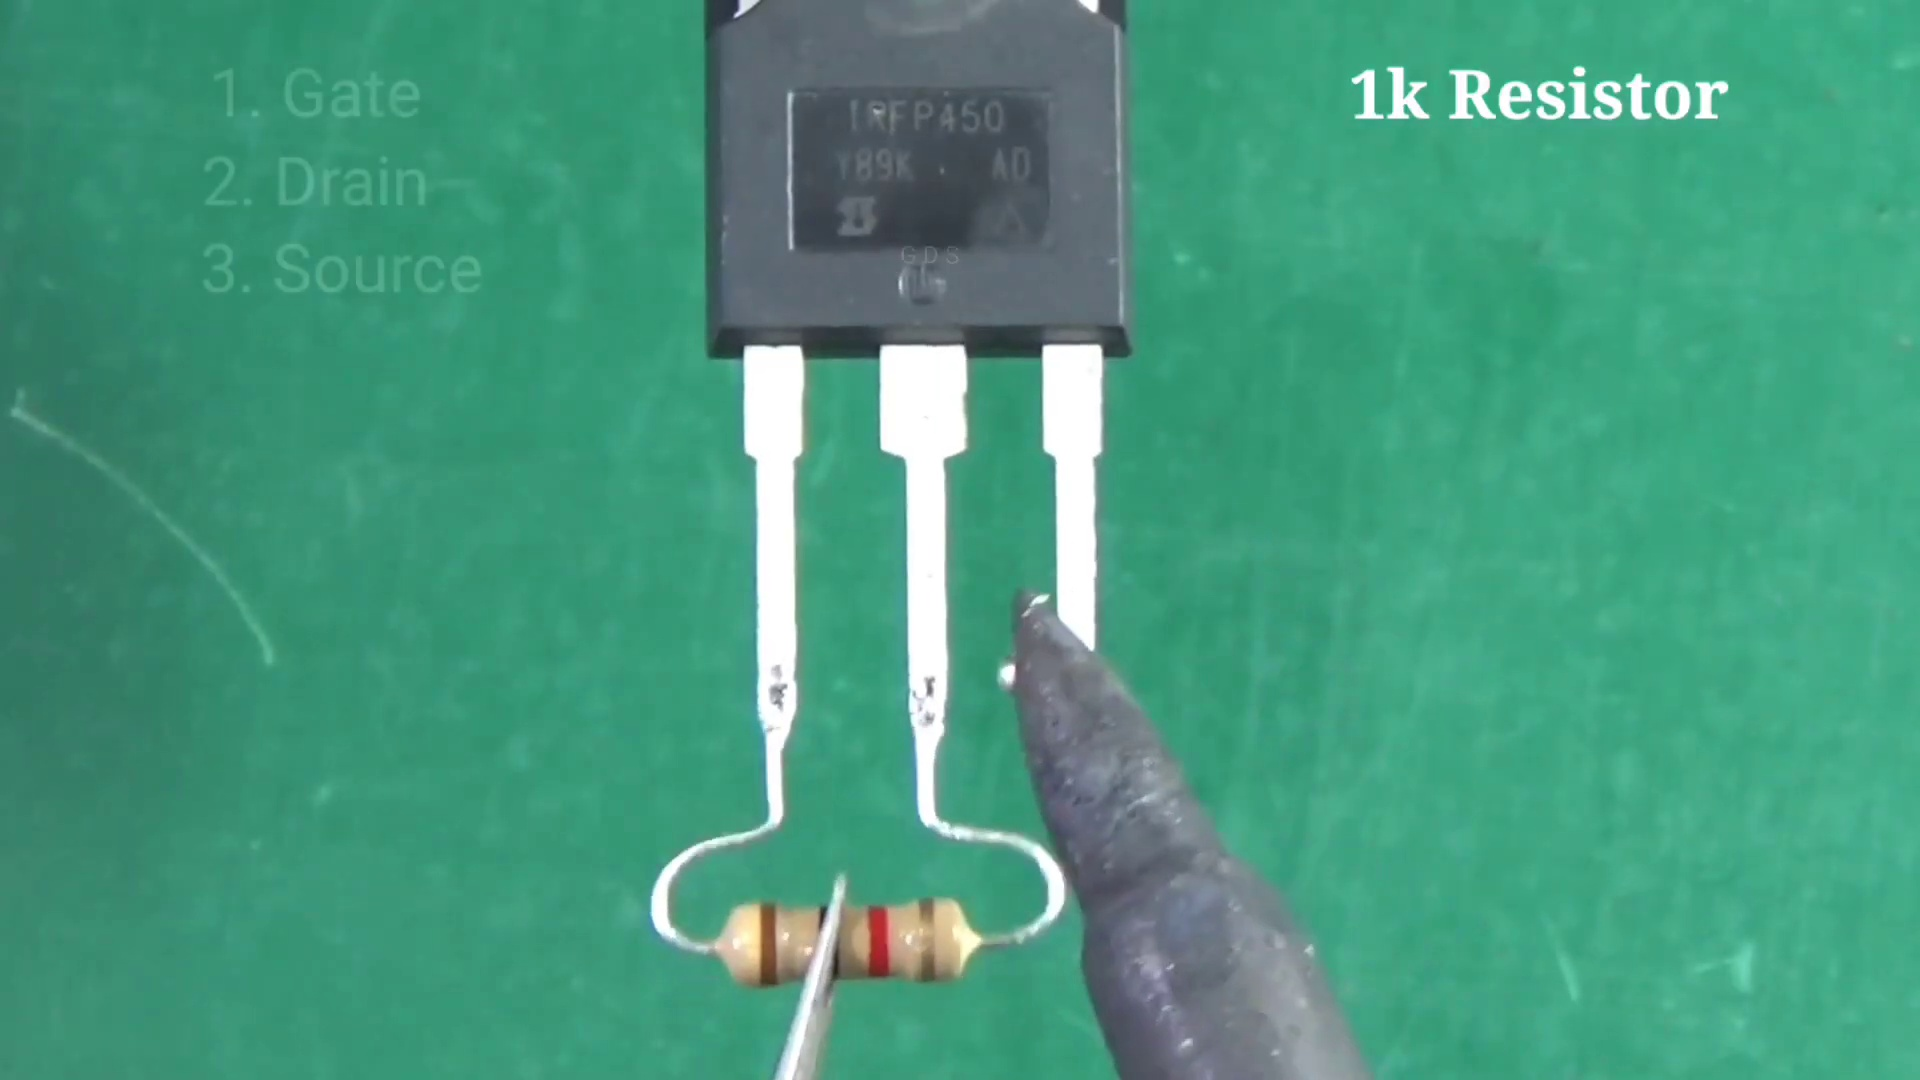 1. Gate
2. Drain
3. Source
1k Resistor
IRFP450
Y89K AD
G D S